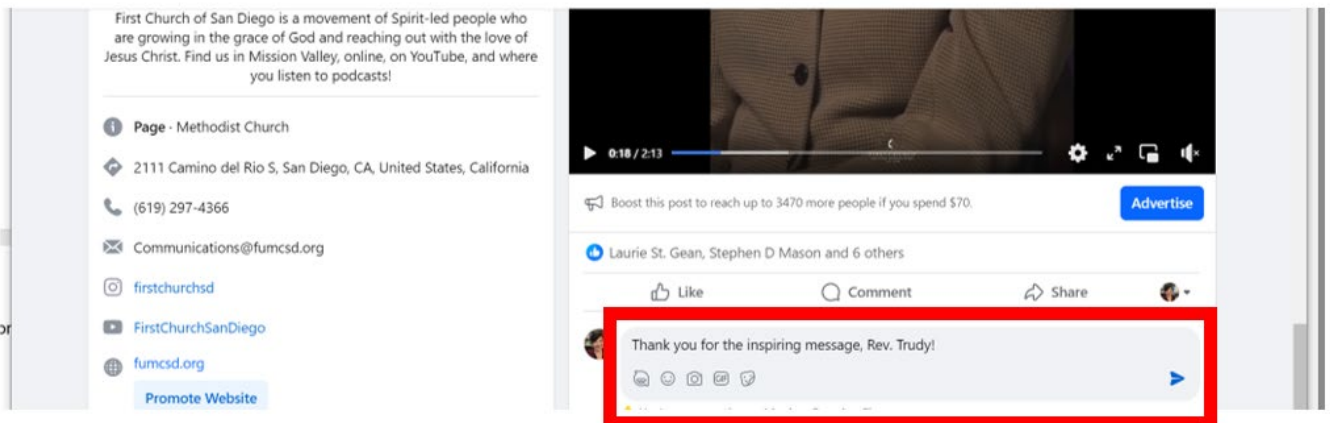 First Church of San Diego is a movement of Spirit-led people who
are growing in the grace of God and reaching out with the love of
Jesus Christ. Find us in Mission Valley, online, on YouTube, and where
you listen to podcasts!
Page · Methodist Church
2111 Camino del Rio S, San Diego, CA, United States, California
(619) 297-4366
Communications@fumcsd.org
firstchurchsd
FirstChurchSanDiego
fumcsd.org
Promote Website
0:18 / 2:13
Boost this post to reach up to 3470 more people if you spend $70.
Advertise
Laurie St. Gean, Stephen D Mason and 6 others
Like
Comment
Share
Thank you for the inspiring message, Rev. Trudy!
GIF